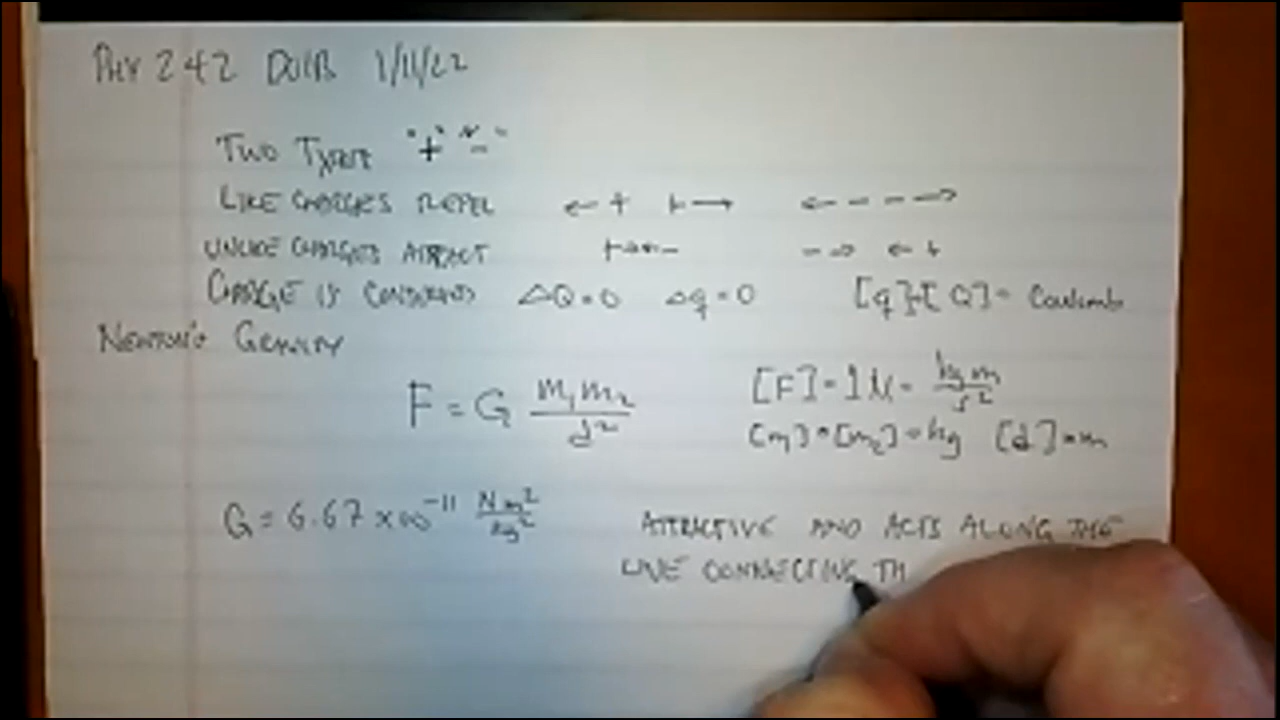 PHY 242 D01B 1/11/22
TWO TYPES "+" "-"
LIKE CHARGES REPEL ← + + → ← - - →
UNLIKE CHARGES ATTRACT + → ← - - → ← +
CHARGE IS CONSERVED ΔQ = 0 Δq = 0 [q]=[Q] = Coulomb
NEWTON'S GRAVITY
F = G m₁m₂ / d² [F] = 1 N = kg m / s²
[m₁] = [m₂] = kg [d] = m
G = 6.67 x 10⁻¹¹ N m² / kg² ATTRACTIVE AND ACTS ALONG THE
LINE CONNECTING TH